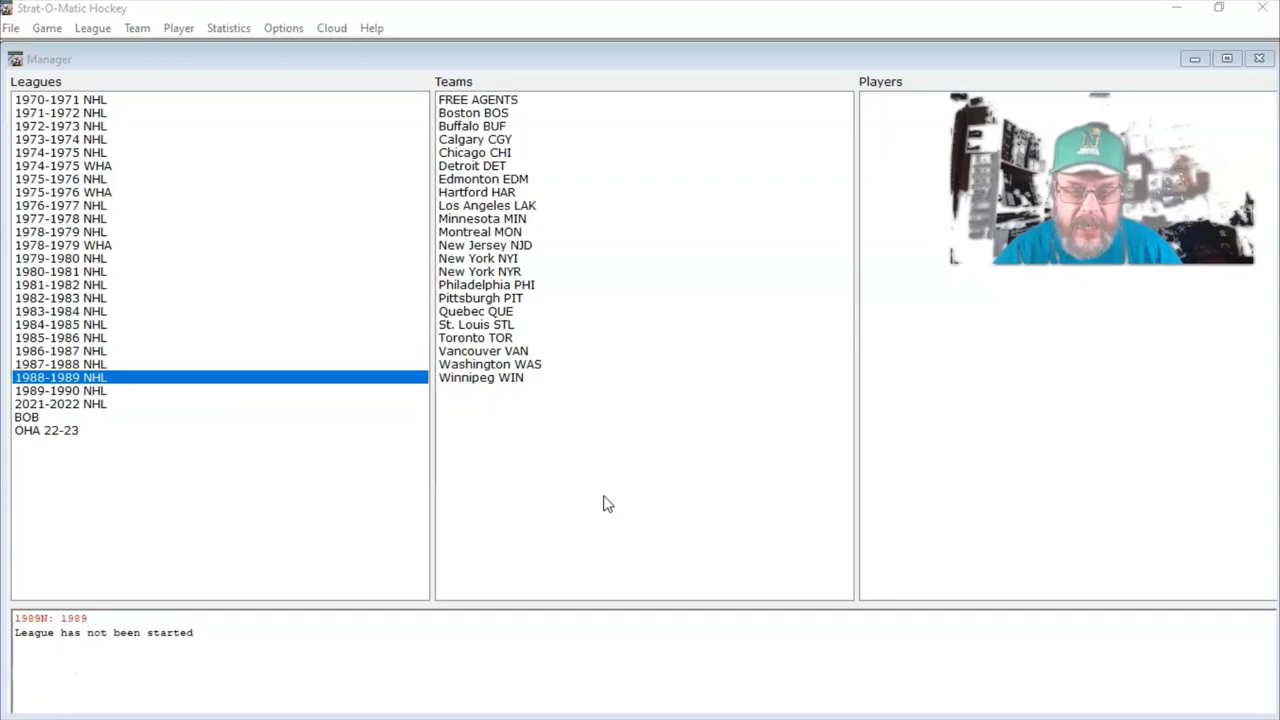 Strat-O-Matic Hockey
File Game League Team Player Statistics Options Cloud Help
Manager
Leagues
1970-1971 NHL
1971-1972 NHL
1972-1973 NHL
1973-1974 NHL
1974-1975 NHL
1974-1975 WHA
1975-1976 NHL
1975-1976 WHA
1976-1977 NHL
1977-1978 NHL
1978-1979 NHL
1978-1979 WHA
1979-1980 NHL
1980-1981 NHL
1981-1982 NHL
1982-1983 NHL
1983-1984 NHL
1984-1985 NHL
1985-1986 NHL
1986-1987 NHL
1987-1988 NHL
1988-1989 NHL
1989-1990 NHL
2021-2022 NHL
BOB
OHA 22-23
Teams
FREE AGENTS
Boston BOS
Buffalo BUF
Calgary CGY
Chicago CHI
Detroit DET
Edmonton EDM
Hartford HAR
Los Angeles LAK
Minnesota MIN
Montreal MON
New Jersey NJD
New York NYI
New York NYR
Philadelphia PHI
Pittsburgh PIT
Quebec QUE
St. Louis STL
Toronto TOR
Vancouver VAN
Washington WAS
Winnipeg WIN
Players
1989N: 1989
League has not been started